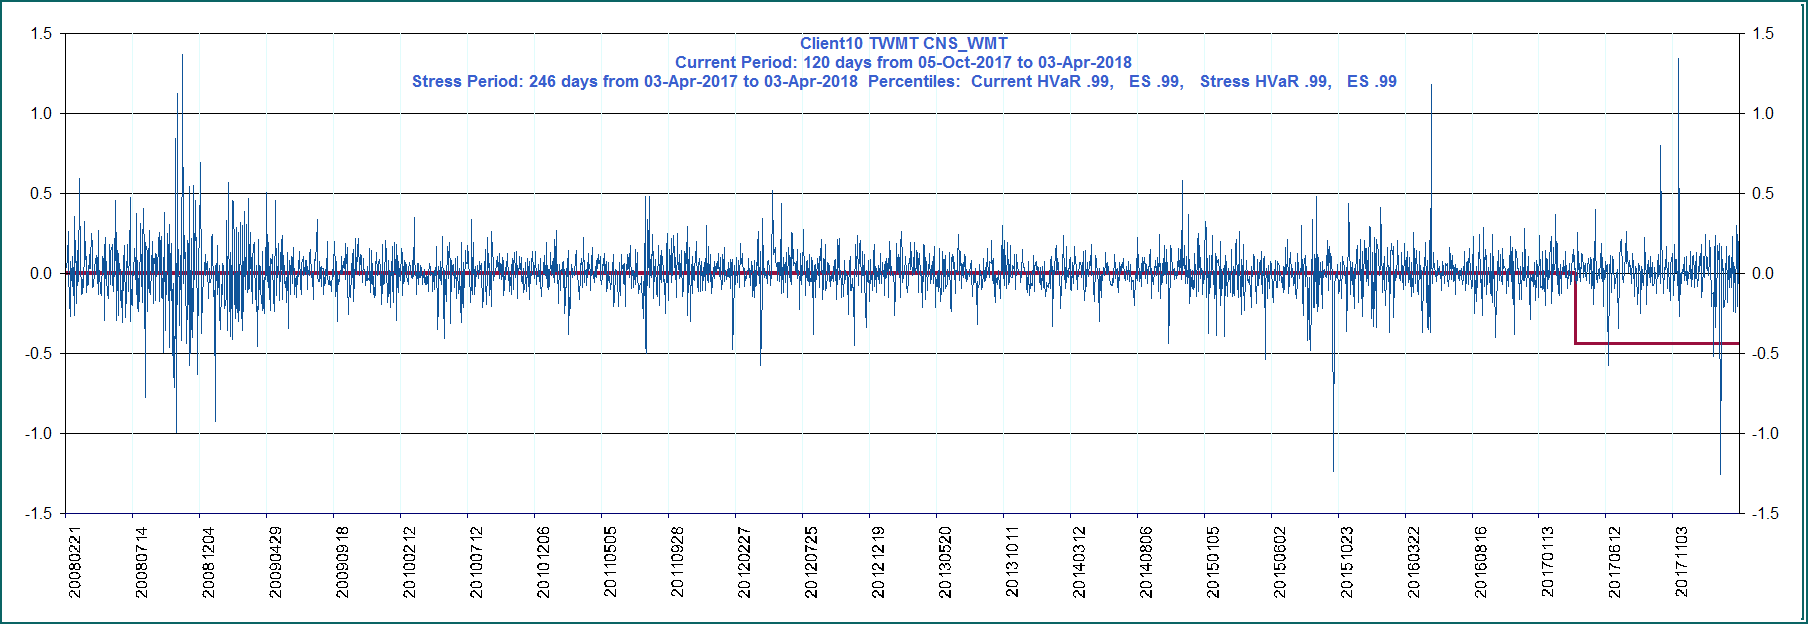 Client10 TWMT CNS_WMT
Current Period: 120 days from 05-Oct-2017 to 03-Apr-2018
Stress Period: 246 days from 03-Apr-2017 to 03-Apr-2018  Percentiles:  Current HVaR .99,   ES .99,   Stress HVaR .99,   ES .99
1.5 1.5
1.0 1.0
0.5 0.5
0.0 0.0
-0.5 -0.5
-1.0 -1.0
-1.5 -1.5
20080221 20080714 20081204 20090429 20090918 20100212 20100712 20101206 20110505 20110928 20120227 20120725 20121219 20130520 20131011 20140312 20140806 20150105 20150602 20151023 20160322 20160816 20170113 20170612 20171103